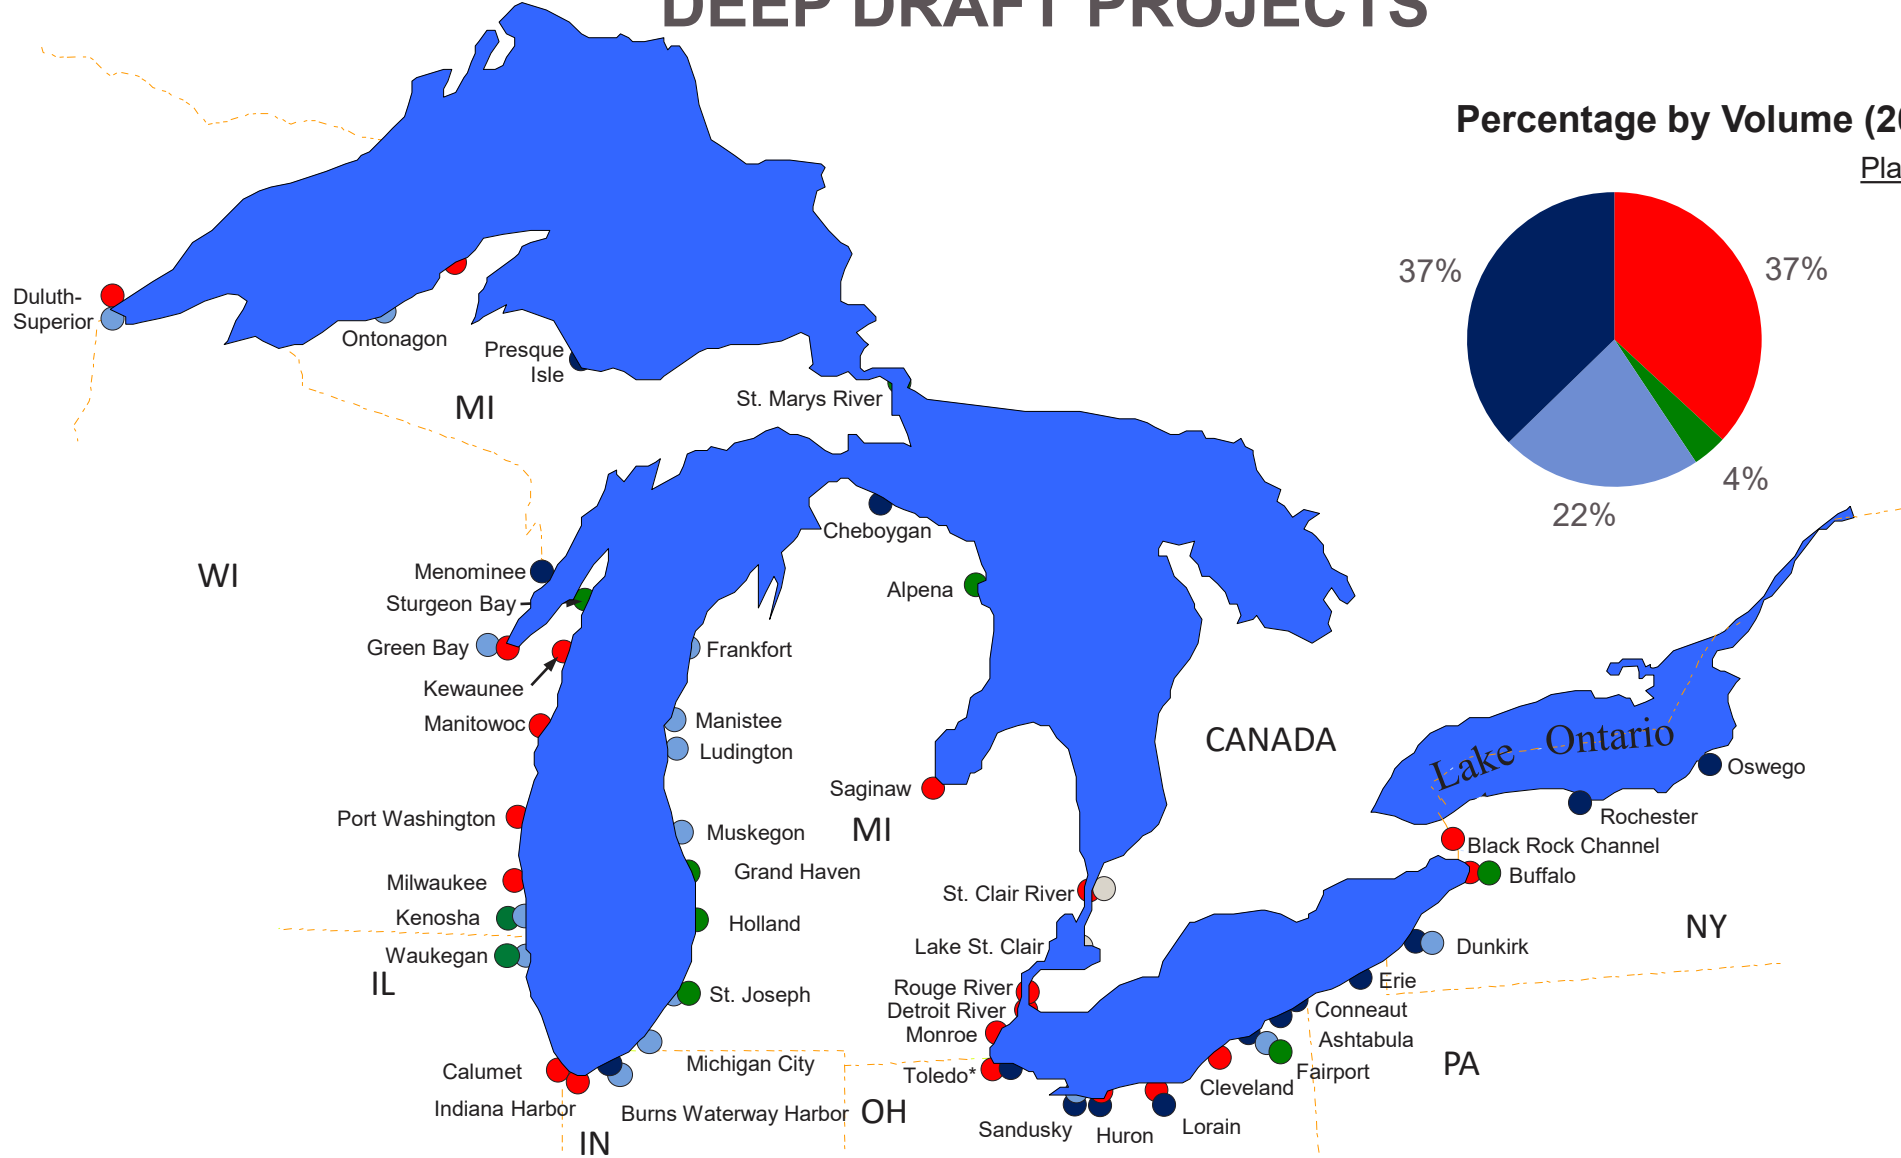 DEEP DRAFT PROJECTS
Percentage by Volume (20
Pla
37%
37%
4%
22%
Duluth-
Superior
Ontonagon
Presque
Isle
MI
St. Marys River
Cheboygan
WI
Menominee
Sturgeon Bay
Green Bay
Kewaunee
Manitowoc
Port Washington
Milwaukee
Kenosha
Waukegan
IL
Calumet
Indiana Harbor
IN
Burns Waterway Harbor
Michigan City
St. Joseph
Holland
Grand Haven
Muskegon
Ludington
Manistee
Frankfort
Alpena
Saginaw
MI
CANADA
St. Clair River
Lake St. Clair
Rouge River
Detroit River
Monroe
Toledo*
OH
Sandusky
Huron
Lorain
Cleveland
Fairport
Ashtabula
Conneaut
Erie
Dunkirk
PA
NY
Buffalo
Black Rock Channel
Rochester
Oswego
Lake Ontario